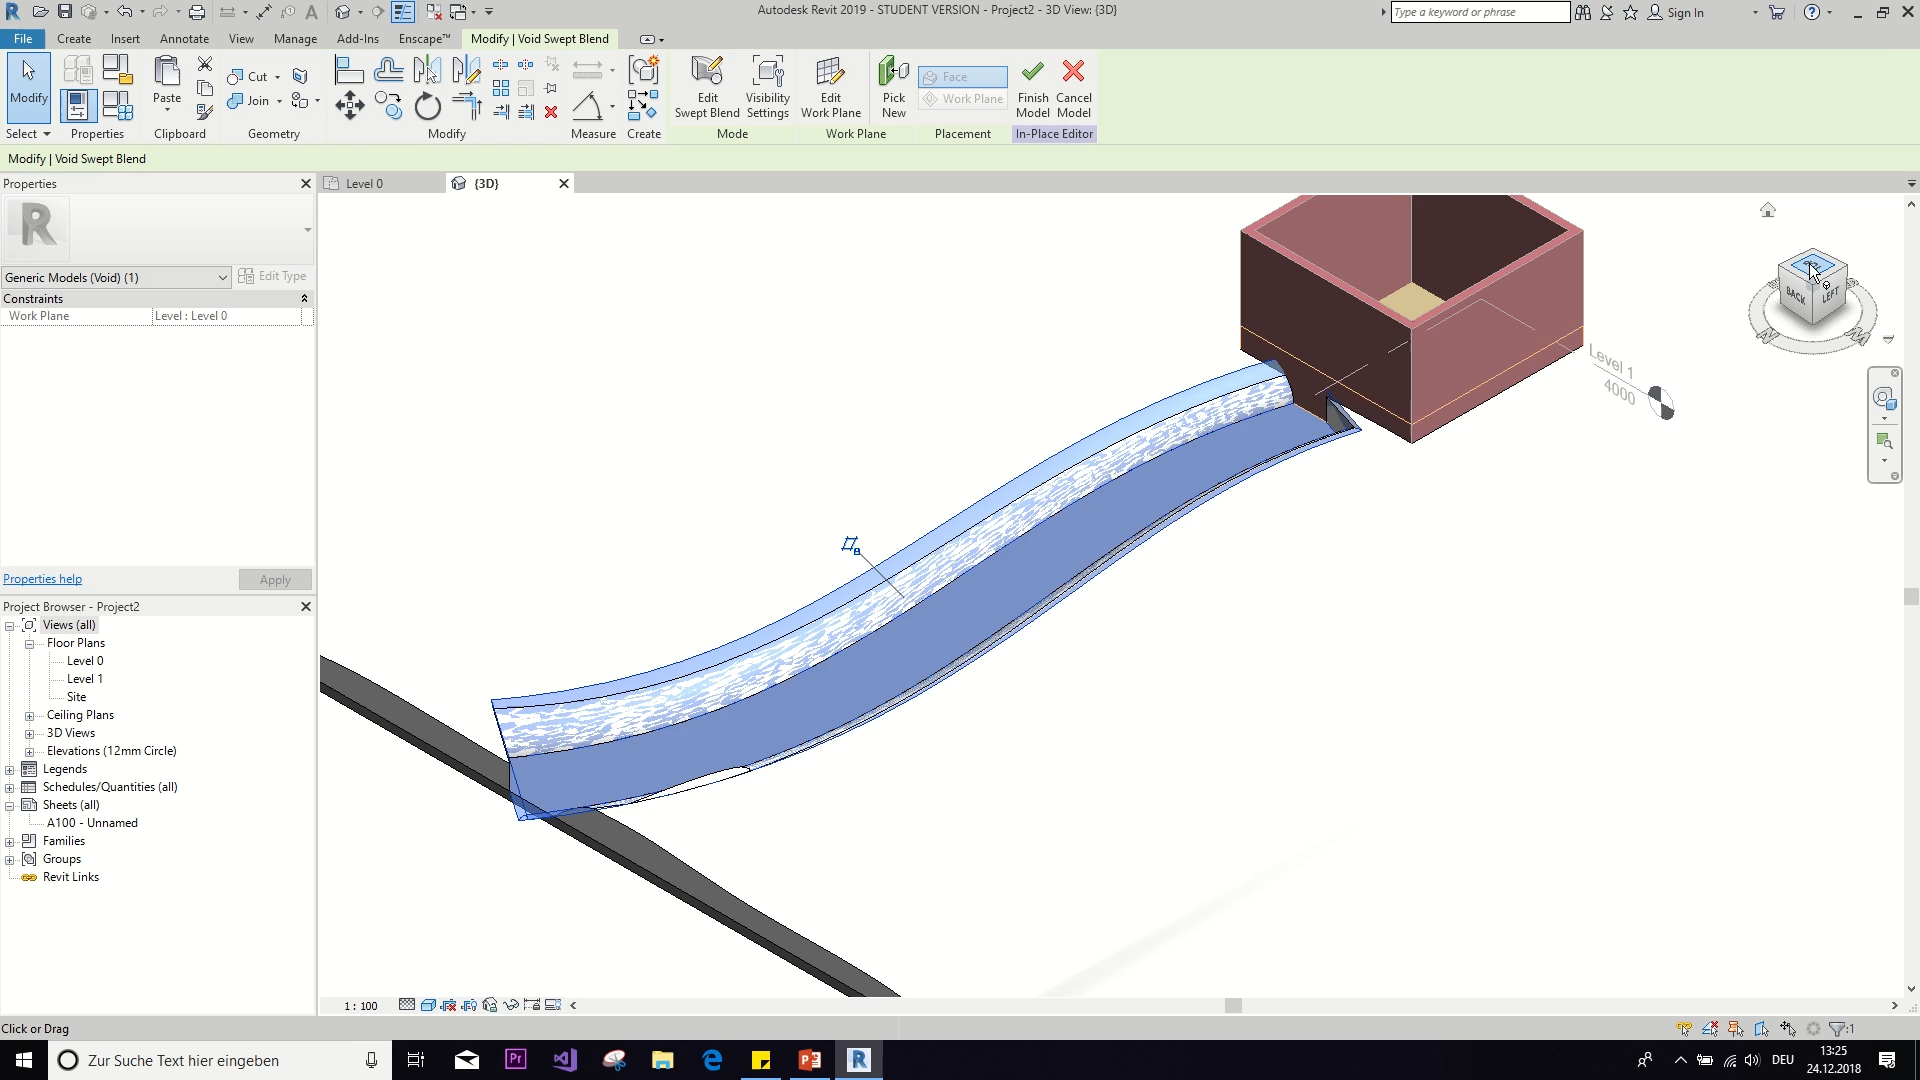 Autodesk Revit 2019 - STUDENT VERSION - Project2 - 3D View: {3D}
Type a keyword or phrase
Sign In
File
Create
Insert
Annotate
View
Manage
Add-Ins
Enscape™
Modify | Void Swept Blend
Modify
Paste
Cut
Join
Edit
Swept Blend
Visibility
Settings
Edit
Work Plane
Pick
New
Face
Work Plane
Finish
Model
Cancel
Model
Select
Properties
Clipboard
Geometry
Modify
Measure
Create
Mode
Work Plane
Placement
In-Place Editor
Modify | Void Swept Blend
Properties
Level 0
{3D}
Generic Models (Void) (1)
Edit Type
Constraints
Work Plane
Level : Level 0
Properties help
Apply
Project Browser - Project2
Views (all)
Floor Plans
Level 0
Level 1
Site
Ceiling Plans
3D Views
Elevations (12mm Circle)
Legends
Schedules/Quantities (all)
Sheets (all)
A100 - Unnamed
Families
Groups
Revit Links
Level 1
4000
BACK
LEFT
1 : 100
Click or Drag
:1
Zur Suche Text hier eingeben
DEU
13:25
24.12.2018